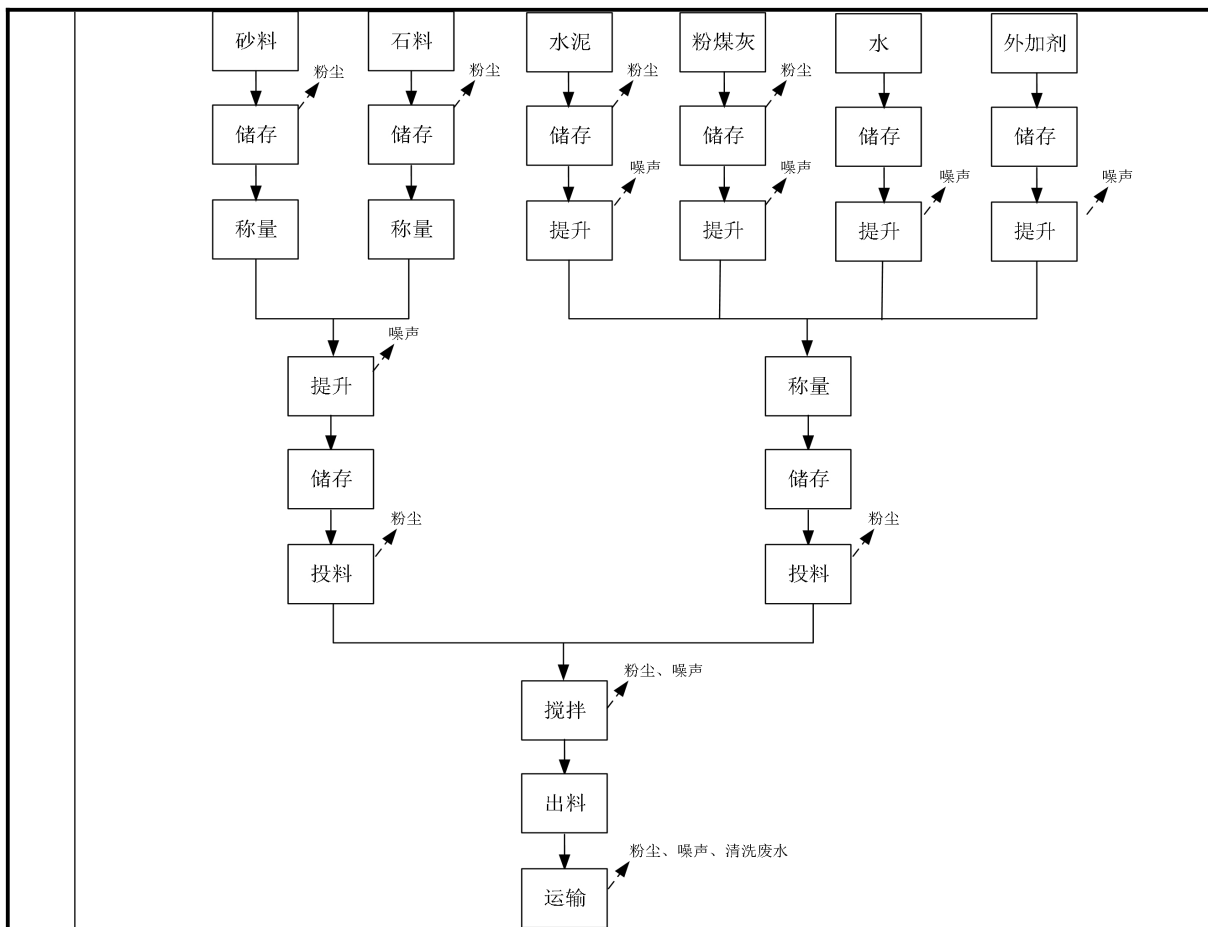 砂料
石料
水泥
粉煤灰
水
外加剂
粉尘
粉尘
粉尘
粉尘
储存
储存
储存
储存
储存
储存
噪声
噪声
噪声
噪声
称量
称量
提升
提升
提升
提升
噪声
提升
称量
储存
储存
粉尘
粉尘
投料
投料
粉尘、噪声
搅拌
出料
粉尘、噪声、清洗废水
运输